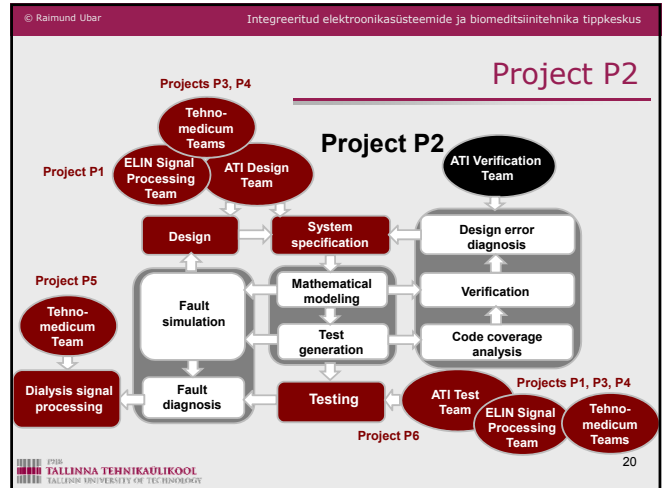 © Raimund Ubar
Integreeritud elektroonikasüsteemide ja biomeditsiinitehnika tippkeskus
Project P2
Projects P3, P4
Tehno-
medicum
Teams
Project P2
Project P1
ELIN Signal
Processing
Team
ATI Design
Team
ATI Verification
Team
Design
System
specification
Design error
diagnosis
Project P5
Tehno-
medicum
Team
Fault
simulation
Mathematical
modeling
Verification
Test
generation
Code coverage
analysis
Dialysis signal
processing
Fault
diagnosis
Testing
ATI Test
Team
Projects P1, P3, P4
ELIN Signal
Processing
Team
Tehno-
medicum
Teams
Project P6
20
1918
TALLINNA TEHNIKAÜLIKOOL
TALLINN UNIVERSITY OF TECHNOLOGY